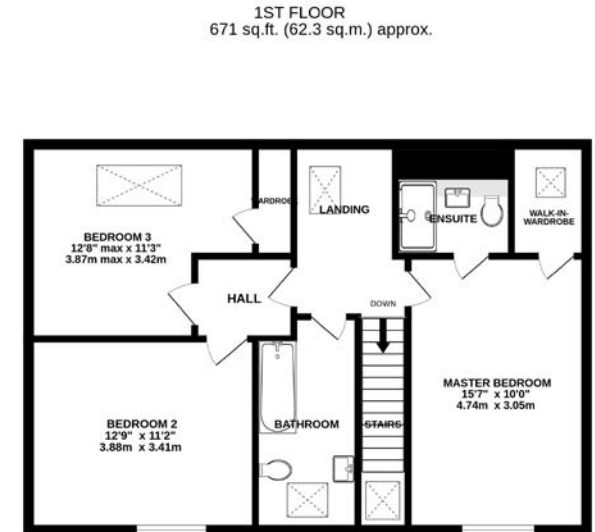 1ST FLOOR
671 sq.ft. (62.3 sq.m.) approx.
WARDROBE
LANDING
ENSUITE
WALK-IN-
WARDROBE
BEDROOM 3
12'8" max x 11'3"
3.87m max x 3.42m
HALL
DOWN
MASTER BEDROOM
15'7" x 10'0"
4.74m x 3.05m
BEDROOM 2
12'9" x 11'2"
3.88m x 3.41m
BATHROOM
STAIRS